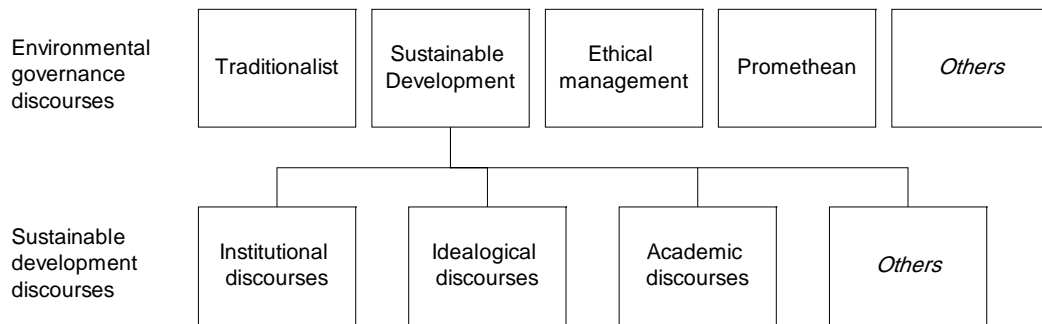 Environmental
governance
discourses
Traditionalist
Sustainable
Development
Ethical
management
Promethean
Others
Sustainable
development
discourses
Institutional
discourses
Idealogical
discourses
Academic
discourses
Others